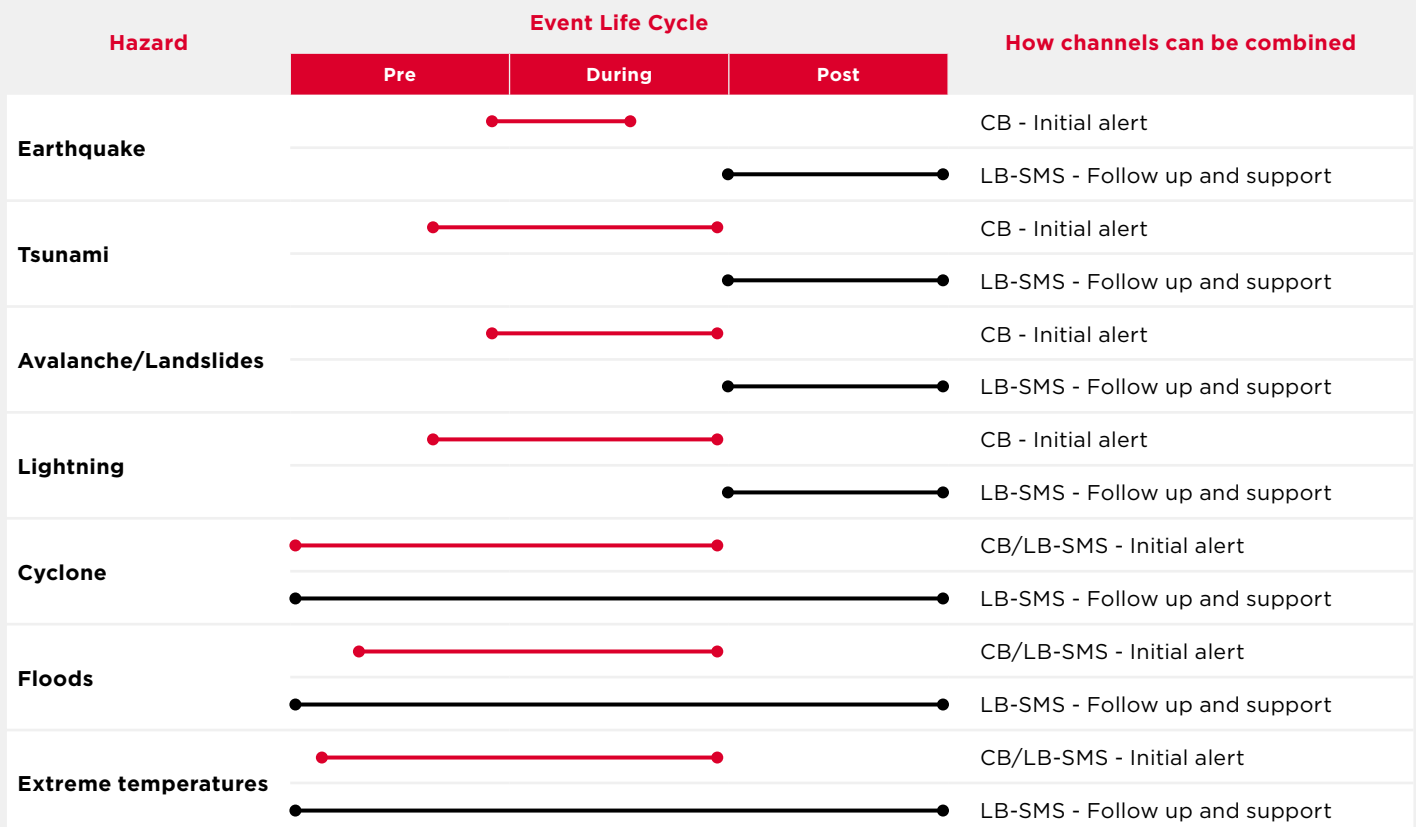 Hazard
Event Life Cycle
How channels can be combined
Pre
During
Post
Earthquake
CB - Initial alert
LB-SMS - Follow up and support
Tsunami
CB - Initial alert
LB-SMS - Follow up and support
Avalanche/Landslides
CB - Initial alert
LB-SMS - Follow up and support
Lightning
CB - Initial alert
LB-SMS - Follow up and support
Cyclone
CB/LB-SMS - Initial alert
LB-SMS - Follow up and support
Floods
CB/LB-SMS - Initial alert
LB-SMS - Follow up and support
Extreme temperatures
CB/LB-SMS - Initial alert
LB-SMS - Follow up and support